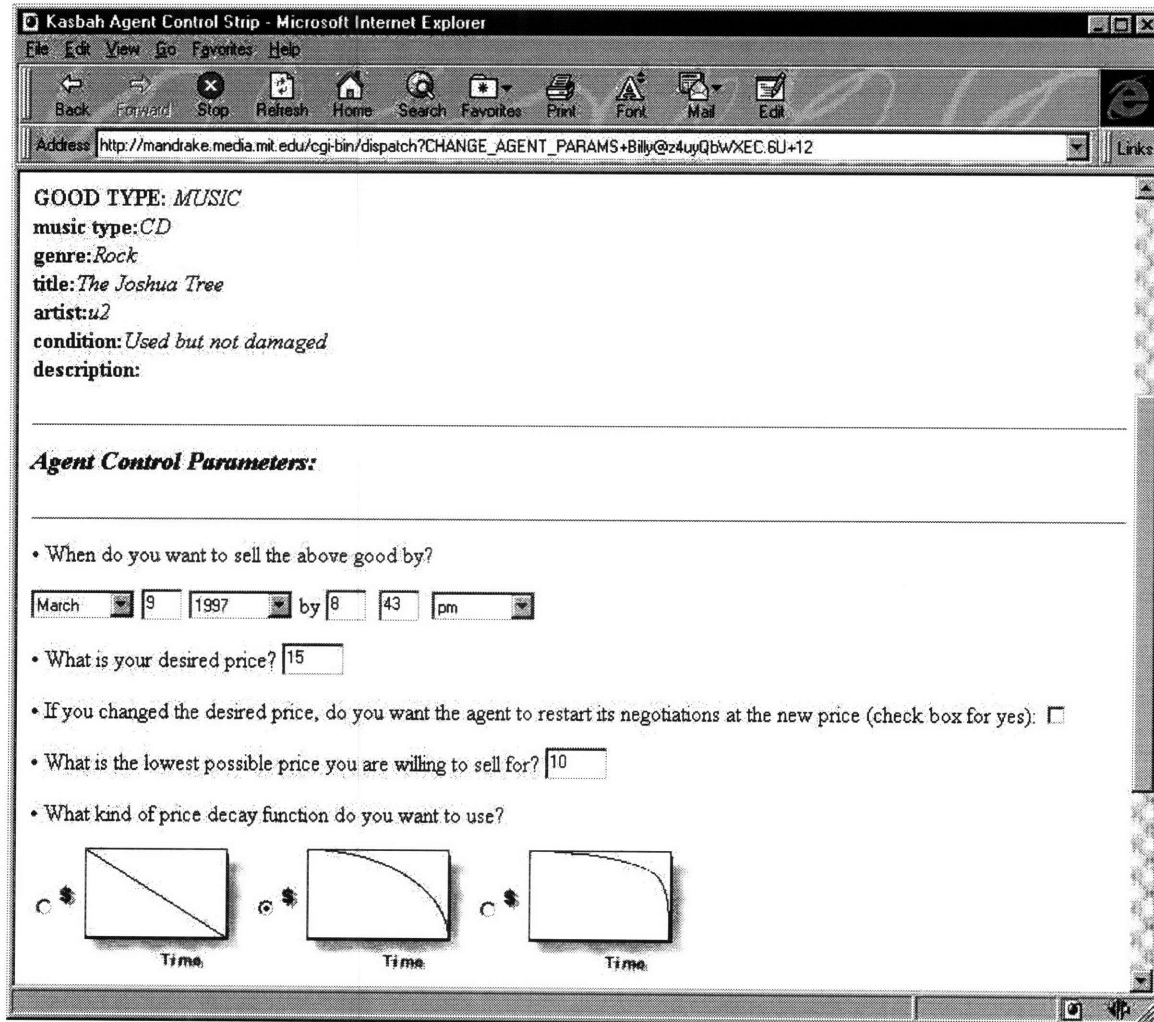 Kasbah Agent Control Strip - Microsoft Internet Explorer
File Edit View Go Favorites Help
Back Forward Stop Refresh Home Search Favorites Print Font Mail Edit
Address http://mandrake.media.mit.edu/cgi-bin/dispatch?CHANGE_AGENT_PARAMS+Billy@z4uyQbWXEC.6U+12 Links
GOOD TYPE: MUSIC
music type:CD
genre:Rock
title:The Joshua Tree
artist:u2
condition:Used but not damaged
description:
Agent Control Parameters:
• When do you want to sell the above good by?
March 9 1997 by 8 43 pm
• What is your desired price? 15
• If you changed the desired price, do you want the agent to restart its negotiations at the new price (check box for yes):
• What is the lowest possible price you are willing to sell for? 10
• What kind of price decay function do you want to use?
$ $ $
Time Time Time